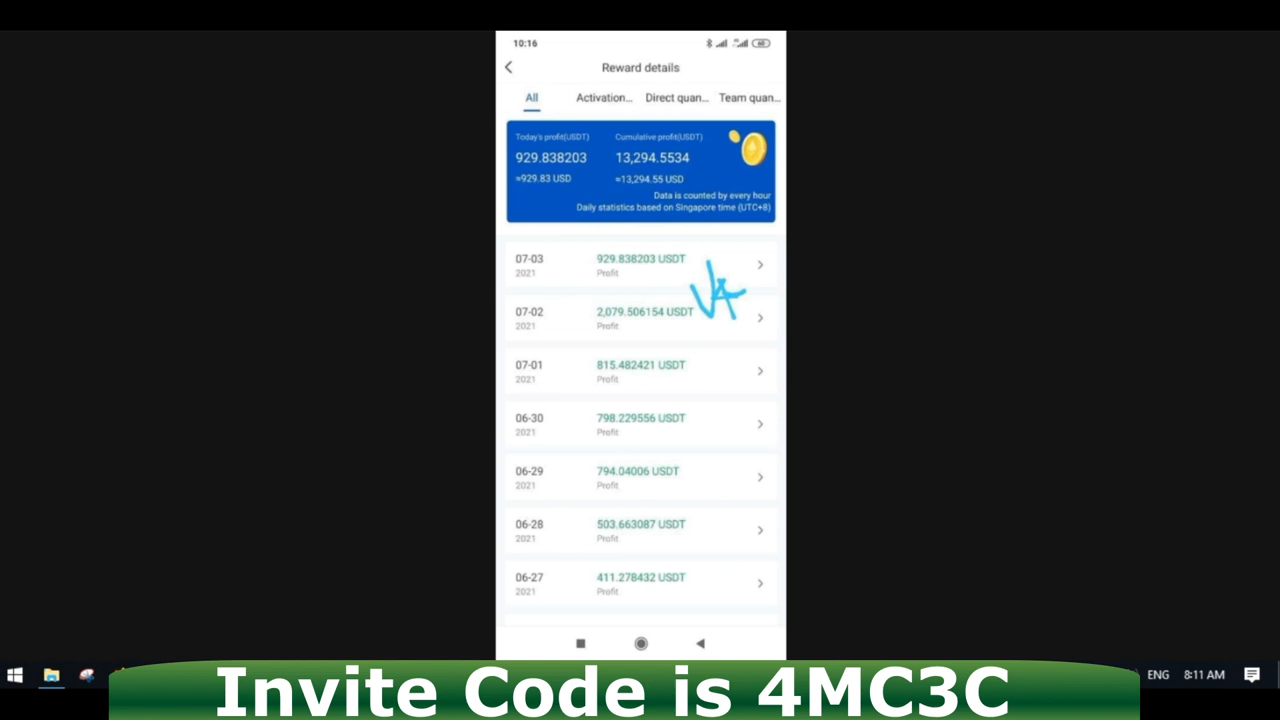 10:16
Reward details
All Activation... Direct quan... Team quan...
Today's profit(USDT) Cumulative profit(USDT)
929.838203 13,294.5534
≈929.83 USD ≈13,294.55 USD
Data is counted by every hour
Daily statistics based on Singapore time (UTC+8)
07-03 929.838203 USDT
2021 Profit
07-02 2,079.506154 USDT
2021 Profit
07-01 815.482421 USDT
2021 Profit
06-30 798.229556 USDT
2021 Profit
06-29 794.04006 USDT
2021 Profit
06-28 503.663087 USDT
2021 Profit
06-27 411.278432 USDT
2021 Profit
ENG 8:11 AM
Invite Code is 4MC3C